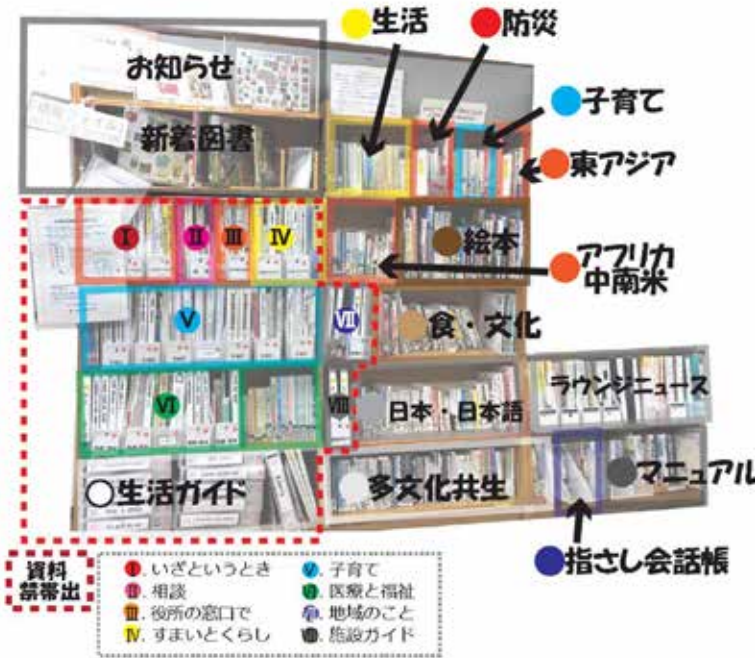 お知らせ
新着図書
●生活
●防災
●子育て
●東アジア
Ⅰ
Ⅱ
Ⅲ
Ⅳ
●絵本
●アフリカ
中南米
Ⅴ
Ⅶ
●食・文化
Ⅵ
Ⅷ
●日本・日本語
ラウンジニュース
○生活ガイド
●多文化共生
●マニュアル
●指さし会話帳
資料
禁帯出
Ⅰ. いざというとき
Ⅱ. 相談
Ⅲ. 役所の窓口で
Ⅳ. すまいとくらし
Ⅴ. 子育て
Ⅵ. 医療と福祉
Ⅶ. 地域のこと
Ⅷ. 施設ガイド